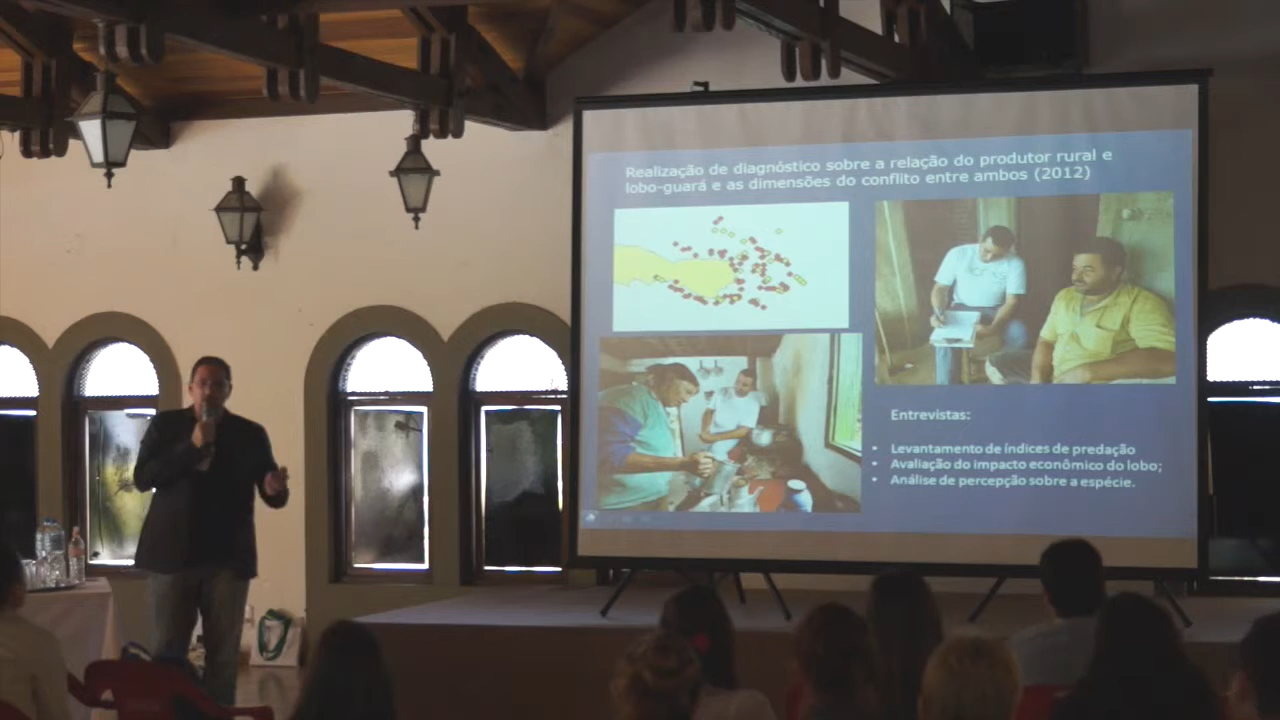 Realização de diagnóstico sobre a relação do produtor rural e
lobo-guará e as dimensões do conflito entre ambos (2012)
Entrevistas:
• Levantamento de índices de predação
• Avaliação do impacto econômico do lobo;
• Análise de percepção sobre a espécie.